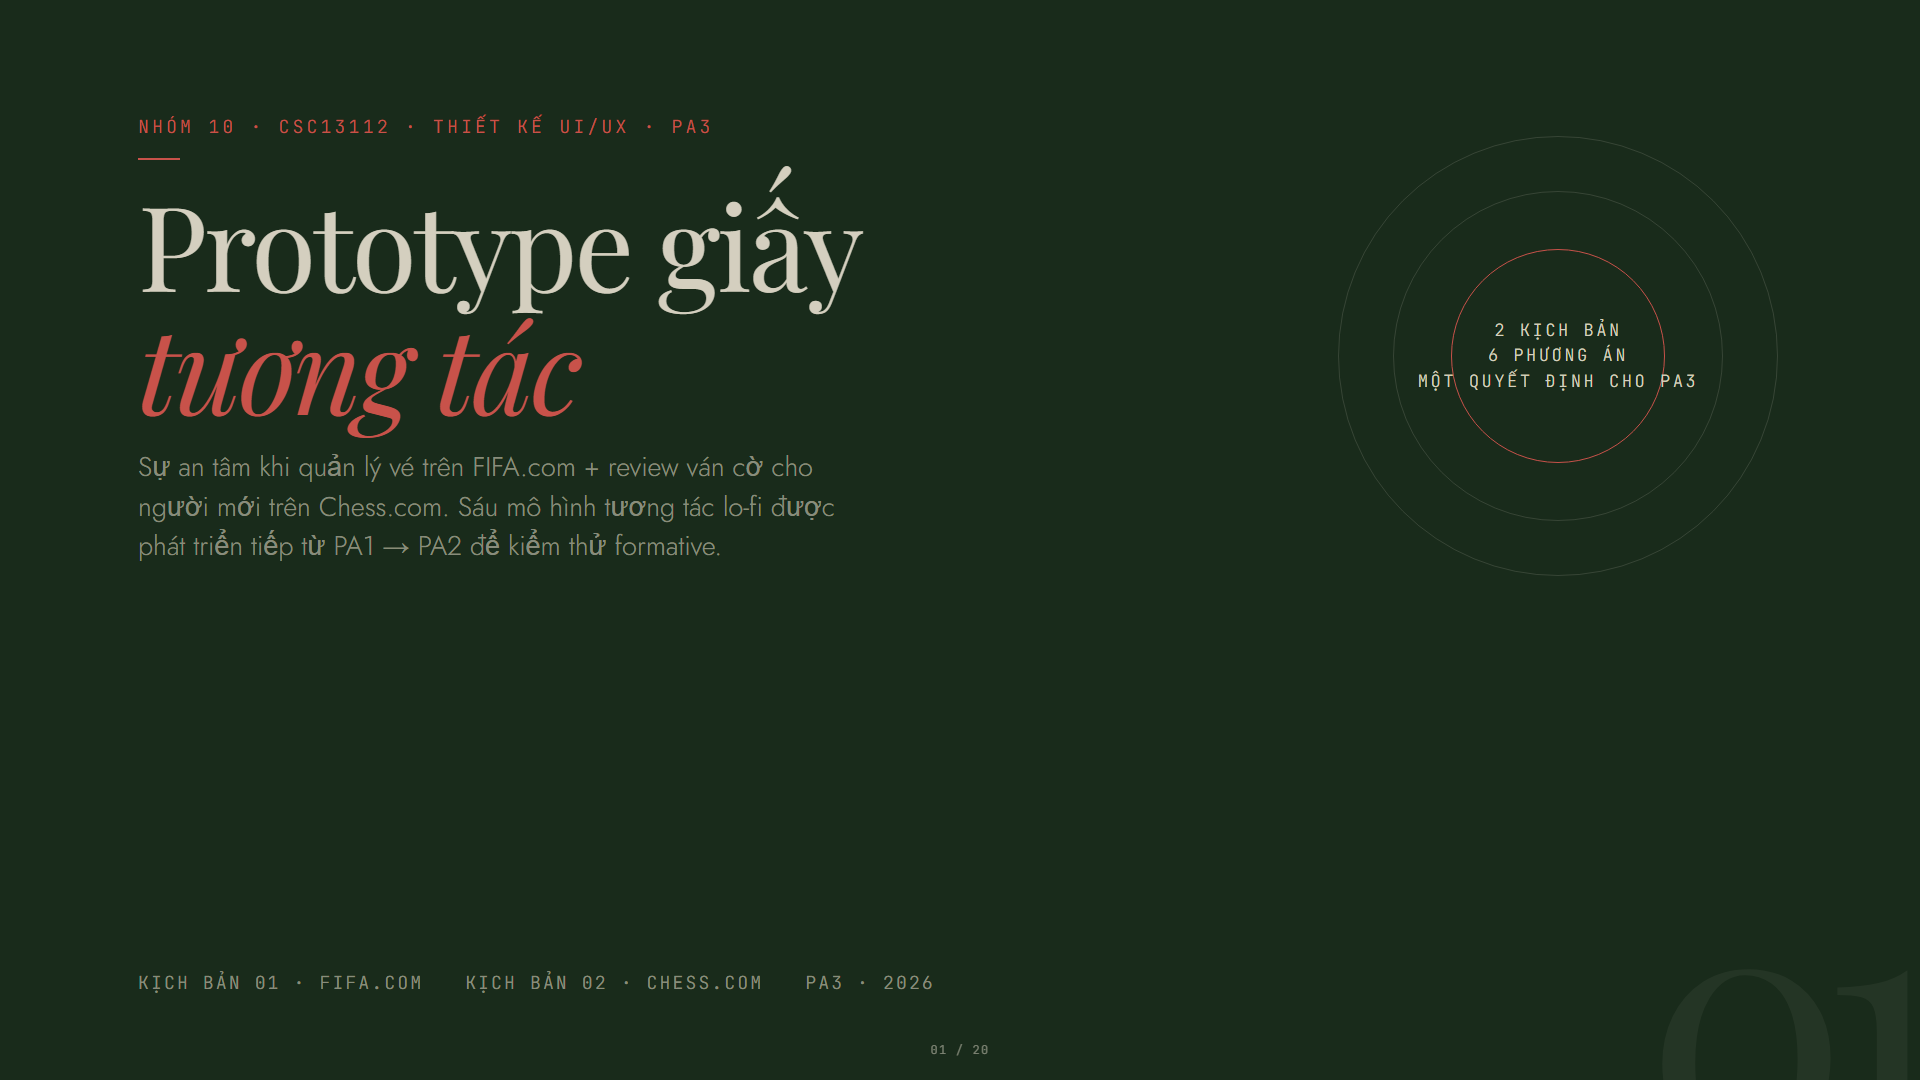 NHÓM 10 · CSC13112 · THIẾT KẾ UI/UX · PA3
Prototype giấy
tương tác
Sự an tâm khi quản lý vé trên FIFA.com + review ván cờ cho
người mới trên Chess.com. Sáu mô hình tương tác lo-fi được
phát triển tiếp từ PA1 → PA2 để kiểm thử formative.
2 KỊCH BẢN
6 PHƯƠNG ÁN
MỘT QUYẾT ĐỊNH CHO PA3
KỊCH BẢN 01 · FIFA.COM KỊCH BẢN 02 · CHESS.COM PA3 · 2026
01 / 20
01